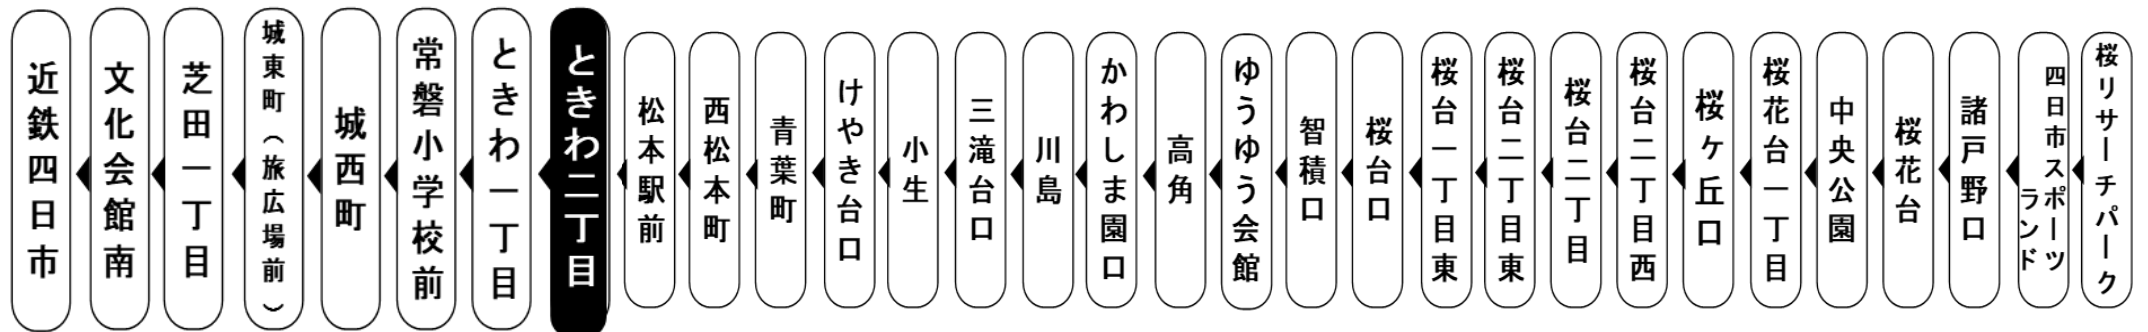 桜リサーチパーク
四日市スポーツ
ランド
諸戸野口
桜花台
中央公園
桜花台一丁目
桜ケ丘口
桜台二丁目西
桜台二丁目
桜台二丁目東
桜台一丁目東
桜台口
智積口
ゆうゆう会館
高角
かわしま園口
川島
三滝台口
小生
けやき台口
青葉町
西松本町
松本駅前
ときわ二丁目
ときわ一丁目
常磐小学校前
城西町
城東町（旅広場前）
芝田一丁目
文化会館南
近鉄四日市